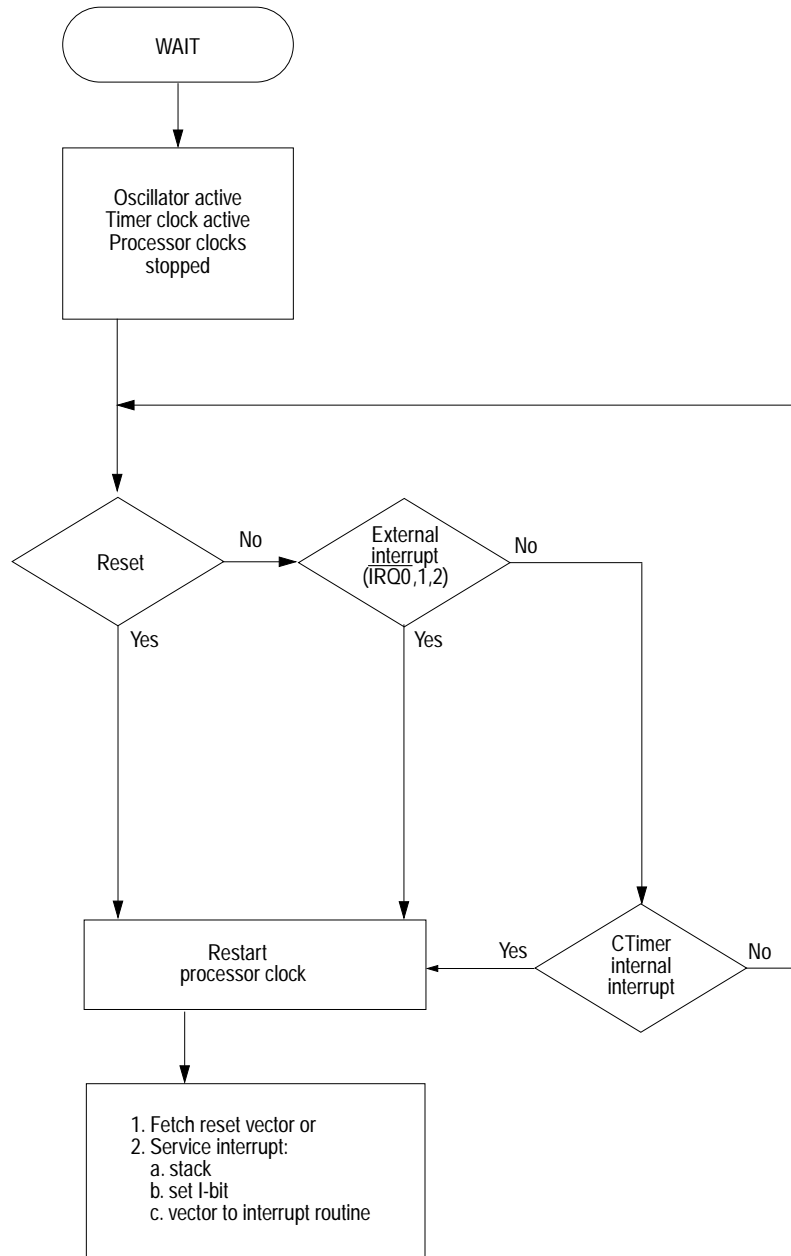 WAIT
Oscillator active
Timer clock active
Processor clocks
stopped
Reset
No
Yes
External
interrupt
(I̅R̅Q̅0̅,1,2)
No
Yes
CTimer
internal
interrupt
Yes
No
Restart
processor clock
1. Fetch reset vector or
2. Service interrupt:
a. stack
b. set I-bit
c. vector to interrupt routine